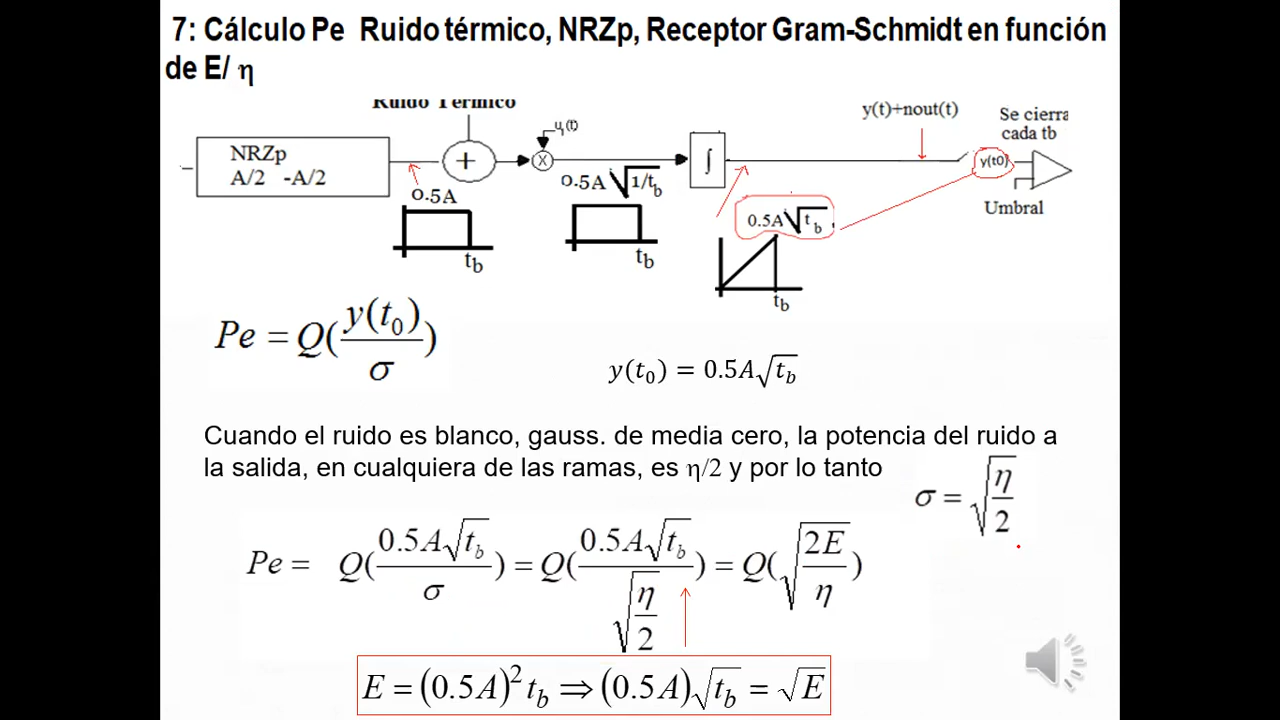 7: Cálculo Pe Ruido térmico, NRZp, Receptor Gram-Schmidt en función
de E/ η
Ruido Térmico
y(t)+nout(t)
Se cierra
cada tb
u₁(t)
NRZp
A/2 -A/2
+
X
∫
y(t0)
0.5A
0.5A√1/t_b
0.5A√t_b
Umbral
t_b
t_b
t_b
Pe = Q(y(t₀)/σ)
y(t₀) = 0.5A√t_b
Cuando el ruido es blanco, gauss. de media cero, la potencia del ruido a
la salida, en cualquiera de las ramas, es η/2 y por lo tanto
σ = √(η/2)
Pe = Q(0.5A√t_b/σ) = Q(0.5A√t_b/√(η/2)) = Q(√(2E/η))
E = (0.5A)² t_b ⇒ (0.5A)√t_b = √E